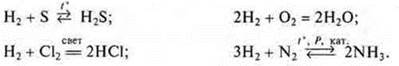 H₂ + S ⇄ H₂S; t°
2H₂ + O₂ = 2H₂O;
H₂ + Cl₂ = 2HCl; свет
3H₂ + N₂ ⇄ 2NH₃. t°, P, кат.